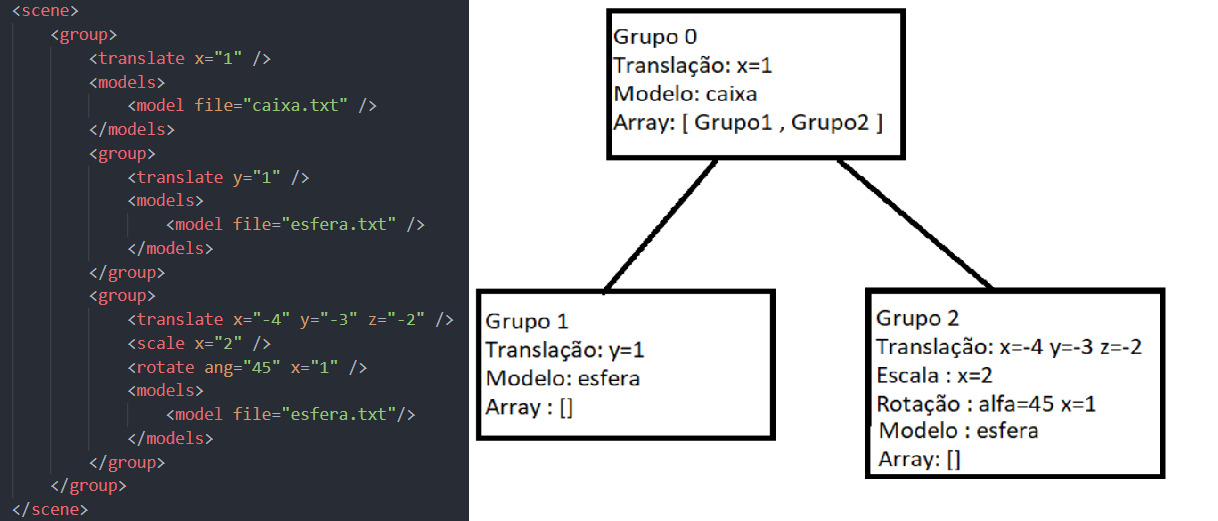 <scene>
<group>
<translate x="1" />
<models>
<model file="caixa.txt" />
</models>
<group>
<translate y="1" />
<models>
<model file="esfera.txt" />
</models>
</group>
<group>
<translate x="-4" y="-3" z="-2" />
<scale x="2" />
<rotate ang="45" x="1" />
<models>
<model file="esfera.txt"/>
</models>
</group>
</group>
</scene>
Grupo 0
Translação: x=1
Modelo: caixa
Array: [ Grupo1 , Grupo2 ]
Grupo 1
Translação: y=1
Modelo: esfera
Array : []
Grupo 2
Translação: x=-4 y=-3 z=-2
Escala : x=2
Rotação : alfa=45 x=1
Modelo : esfera
Array: []